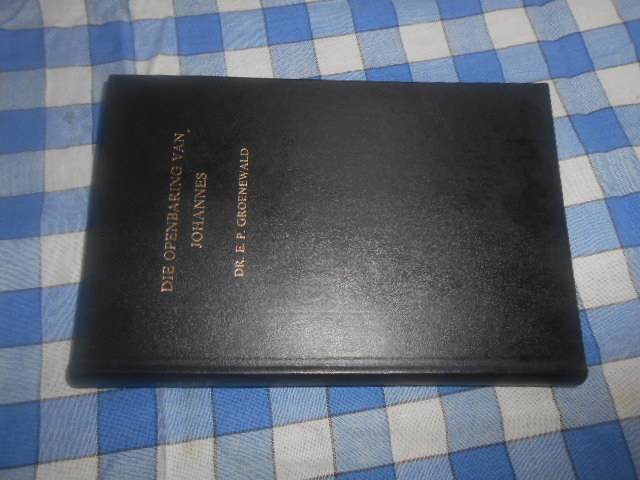 DIE OPENBARING VAN
JOHANNES
DR. E. P. GROENEWALD